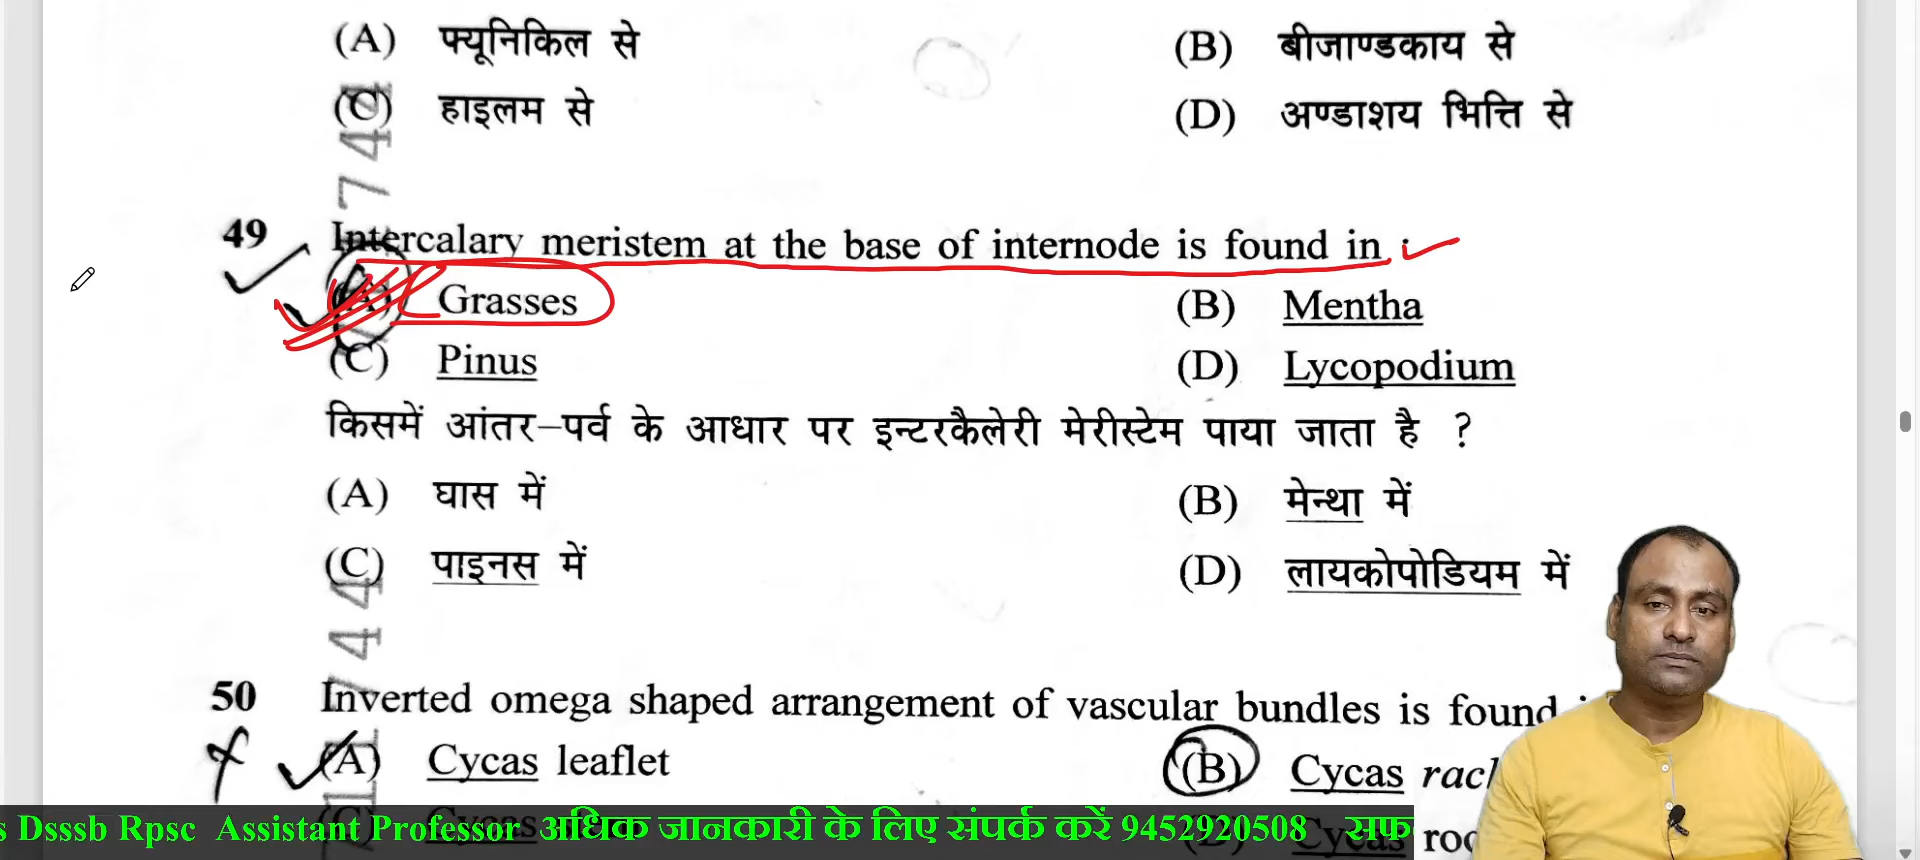 (A) फ्यूनिकिल से (B) बीजाण्डकाय से
(C) हाइलम से (D) अण्डाशय भित्ति से
49 Intercalary meristem at the base of internode is found in :
(A) Grasses (B) Mentha
(C) Pinus (D) Lycopodium
किसमें आंतर–पर्व के आधार पर इन्टरकैलेरी मेरीस्टेम पाया जाता है ?
(A) घास में (B) मेन्था में
(C) पाइनस में (D) लायकोपोडियम में
50 Inverted omega shaped arrangement of vascular bundles is found
(A) Cycas leaflet (B) Cycas
s Dsssb Rpsc Assistant Professor अधिक जानकारी के लिए संपर्क करें 9452920508 सफ